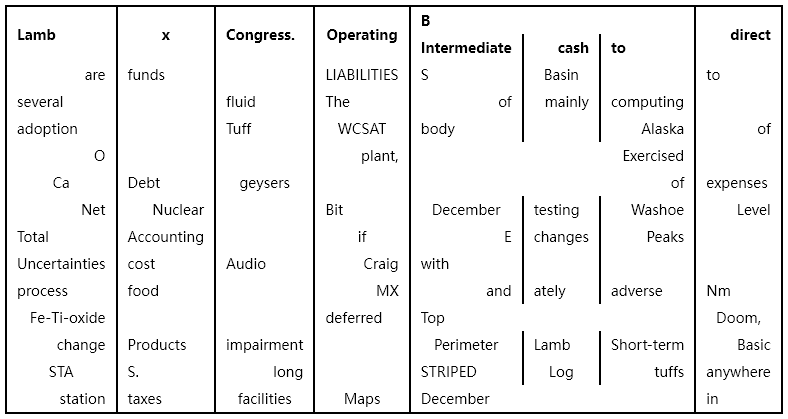 B
Lamb x Congress. Operating Intermediate cash to direct
are funds LIABILITIES S Basin to
several fluid The of mainly computing
adoption Tuff WCSAT body Alaska of
O plant, Exercised
Ca Debt geysers of expenses
Net Nuclear Bit December testing Washoe Level
Total Accounting if E changes Peaks
Uncertainties cost Audio Craig with
process food MX and ately adverse Nm
Fe-Ti-oxide deferred Top Doom,
change Products impairment Perimeter Lamb Short-term Basic
STA S. long STRIPED Log tuffs anywhere
station taxes facilities Maps December in